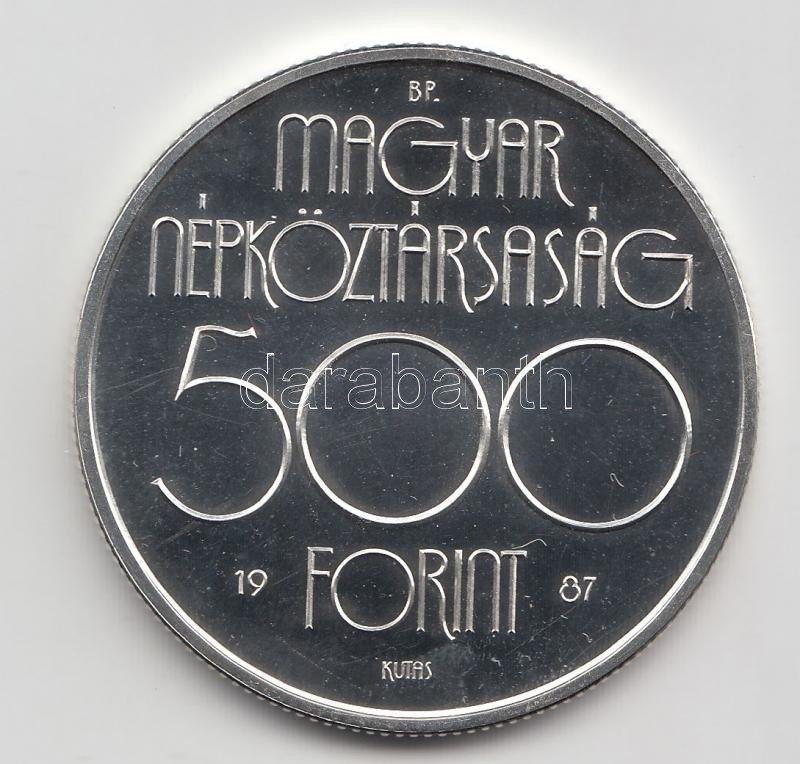 BP.
MAGYAR
NÉPKÖZTÁRSASÁG
500
darabanth
19 FORINT 87
KUTAS